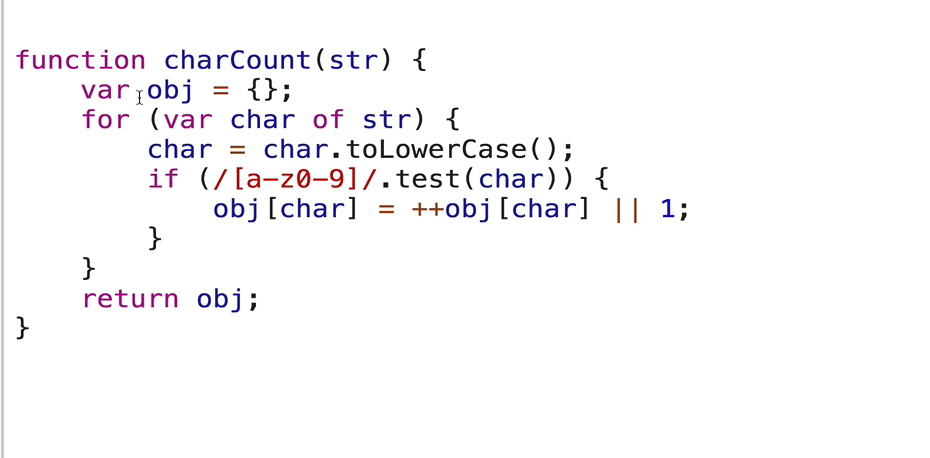 function charCount(str) {
    var obj = {};
    for (var char of str) {
        char = char.toLowerCase();
        if (/[a-z0-9]/.test(char)) {
            obj[char] = ++obj[char] || 1;
        }
    }
    return obj;
}